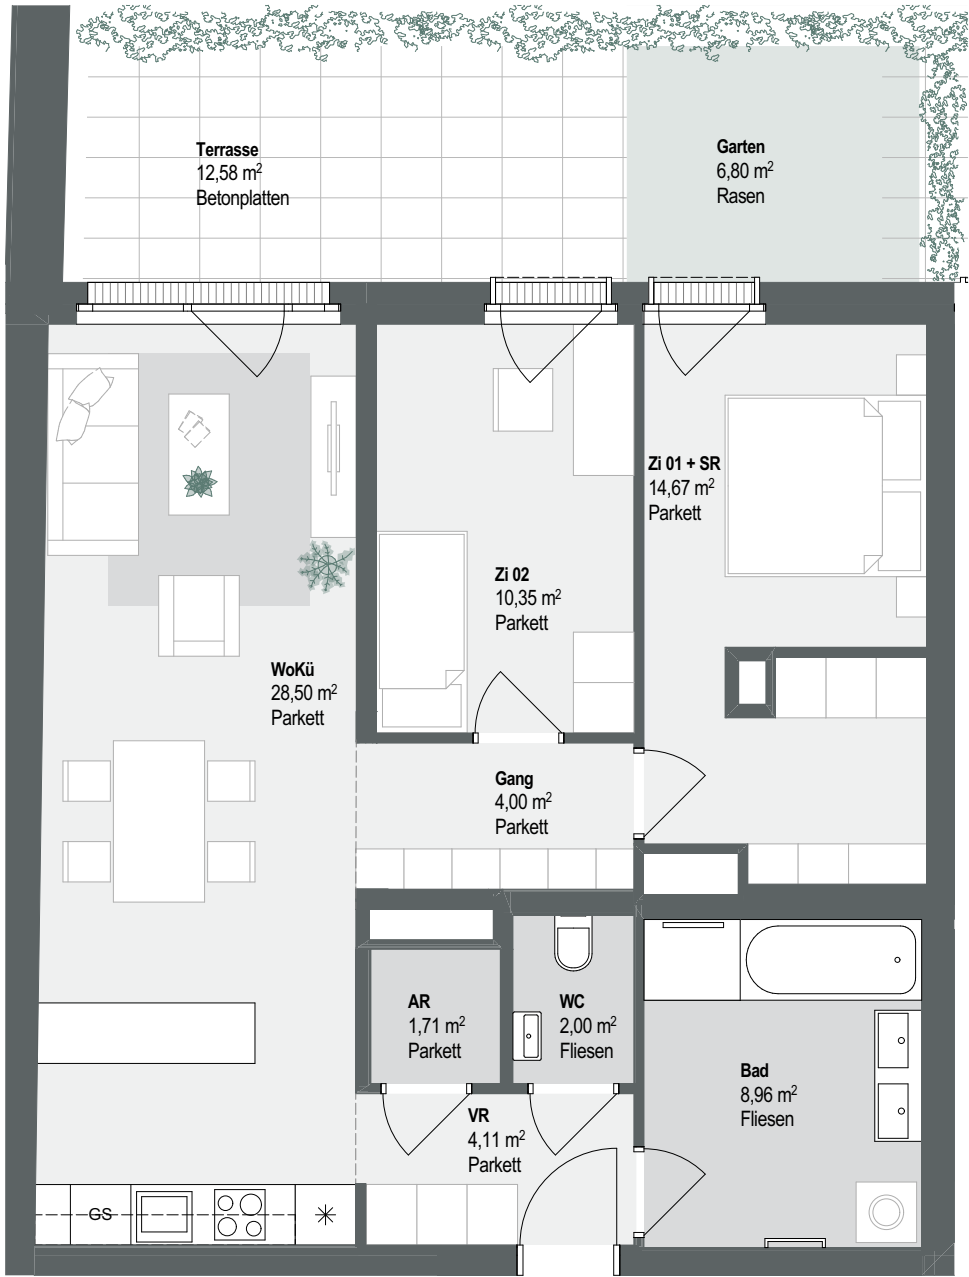 Terrasse
12,58 m²
Betonplatten
Garten
6,80 m²
Rasen
Zi 01 + SR
14,67 m²
Parkett
Zi 02
10,35 m²
Parkett
WoKü
28,50 m²
Parkett
Gang
4,00 m²
Parkett
AR
1,71 m²
Parkett
WC
2,00 m²
Fliesen
Bad
8,96 m²
Fliesen
VR
4,11 m²
Parkett
GS